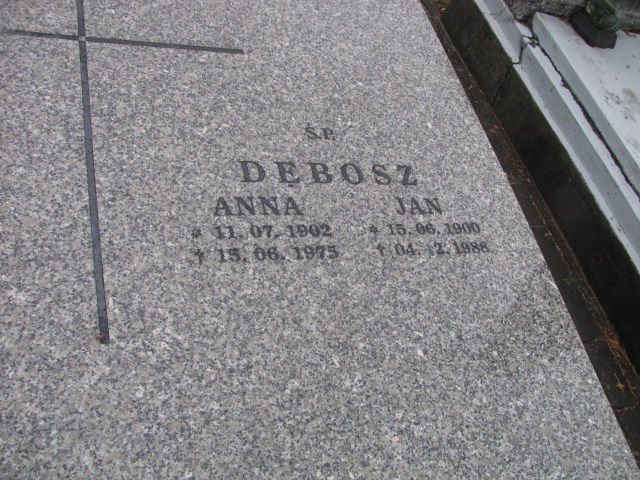 Ś.P.
DĘBOSZ
ANNA JAN
* 11.07.1902 * 15.06.1900
† 15.06.1975 † 04.12.1988